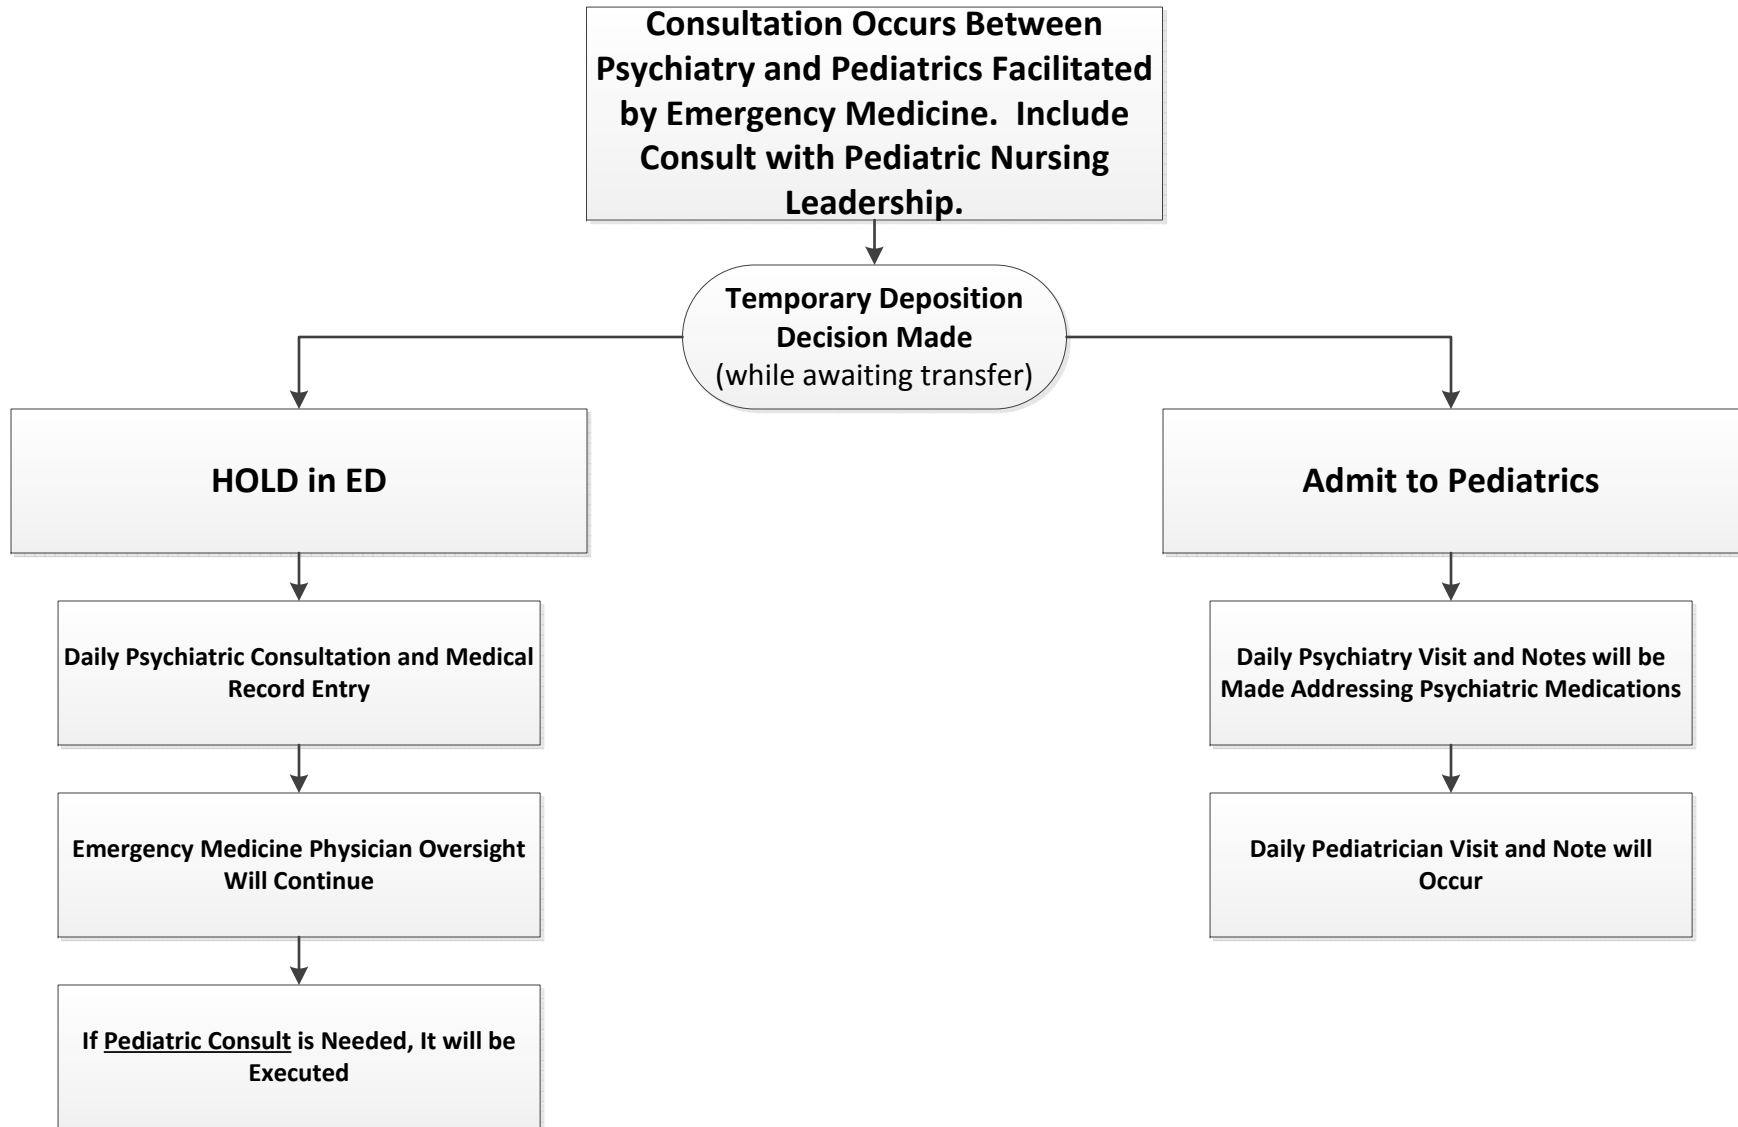 Consultation Occurs Between
Psychiatry and Pediatrics Facilitated
by Emergency Medicine.  Include
Consult with Pediatric Nursing
Leadership.
Temporary Deposition
Decision Made
(while awaiting transfer)
HOLD in ED
Admit to Pediatrics
Daily Psychiatric Consultation and Medical
Record Entry
Daily Psychiatry Visit and Notes will be
Made Addressing Psychiatric Medications
Emergency Medicine Physician Oversight
Will Continue
Daily Pediatrician Visit and Note will
Occur
If Pediatric Consult is Needed, It will be
Executed